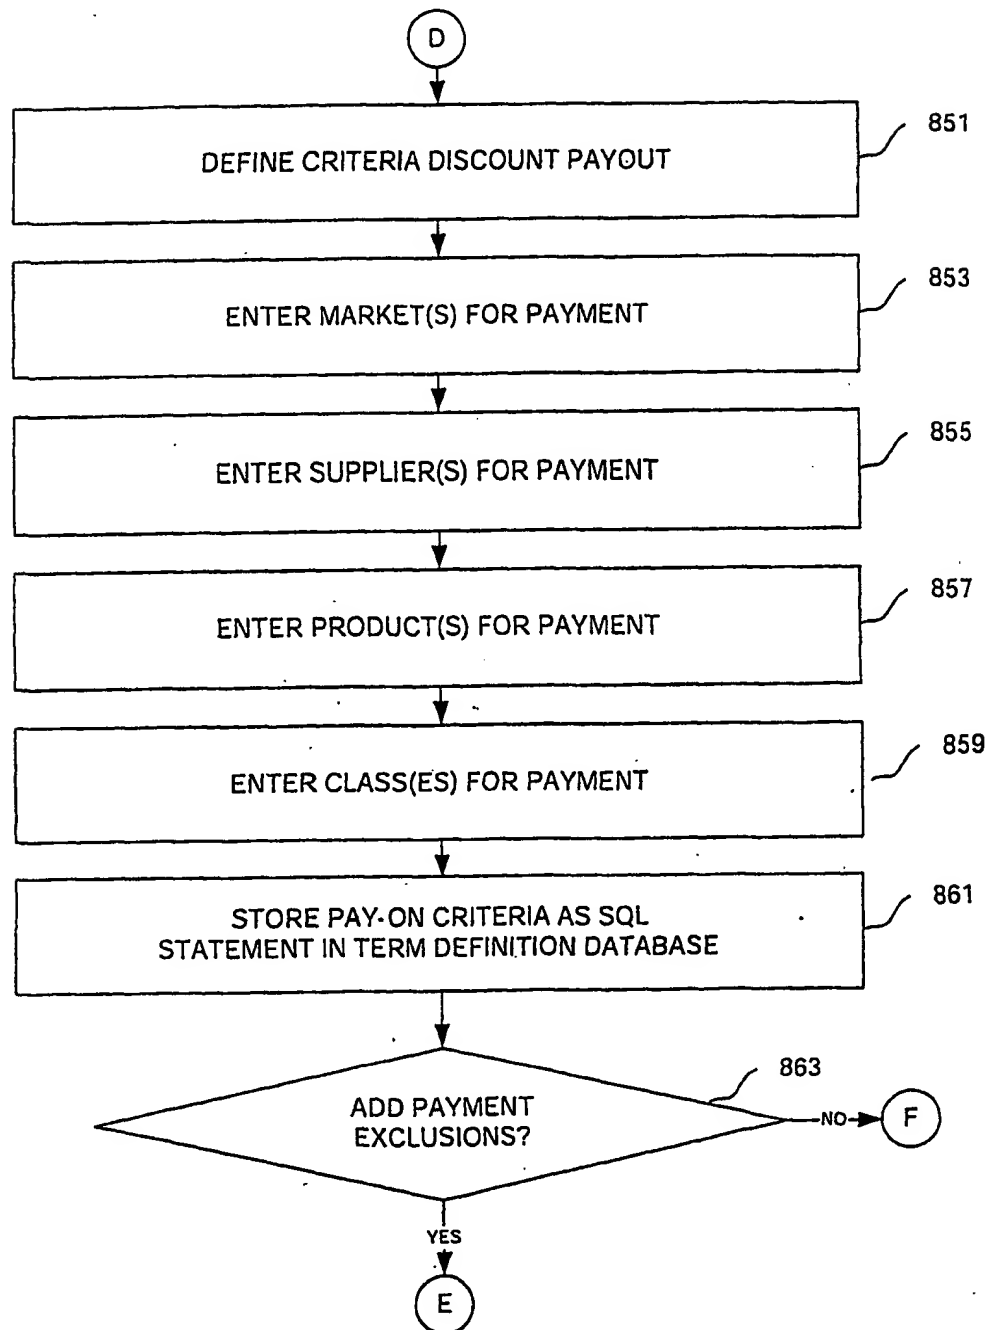 D
DEFINE CRITERIA DISCOUNT PAYOUT
851
ENTER MARKET(S) FOR PAYMENT
853
ENTER SUPPLIER(S) FOR PAYMENT
855
ENTER PRODUCT(S) FOR PAYMENT
857
ENTER CLASS(ES) FOR PAYMENT
859
STORE PAY-ON CRITERIA AS SQL
STATEMENT IN TERM DEFINITION DATABASE
861
ADD PAYMENT
EXCLUSIONS?
863
NO
F
YES
E